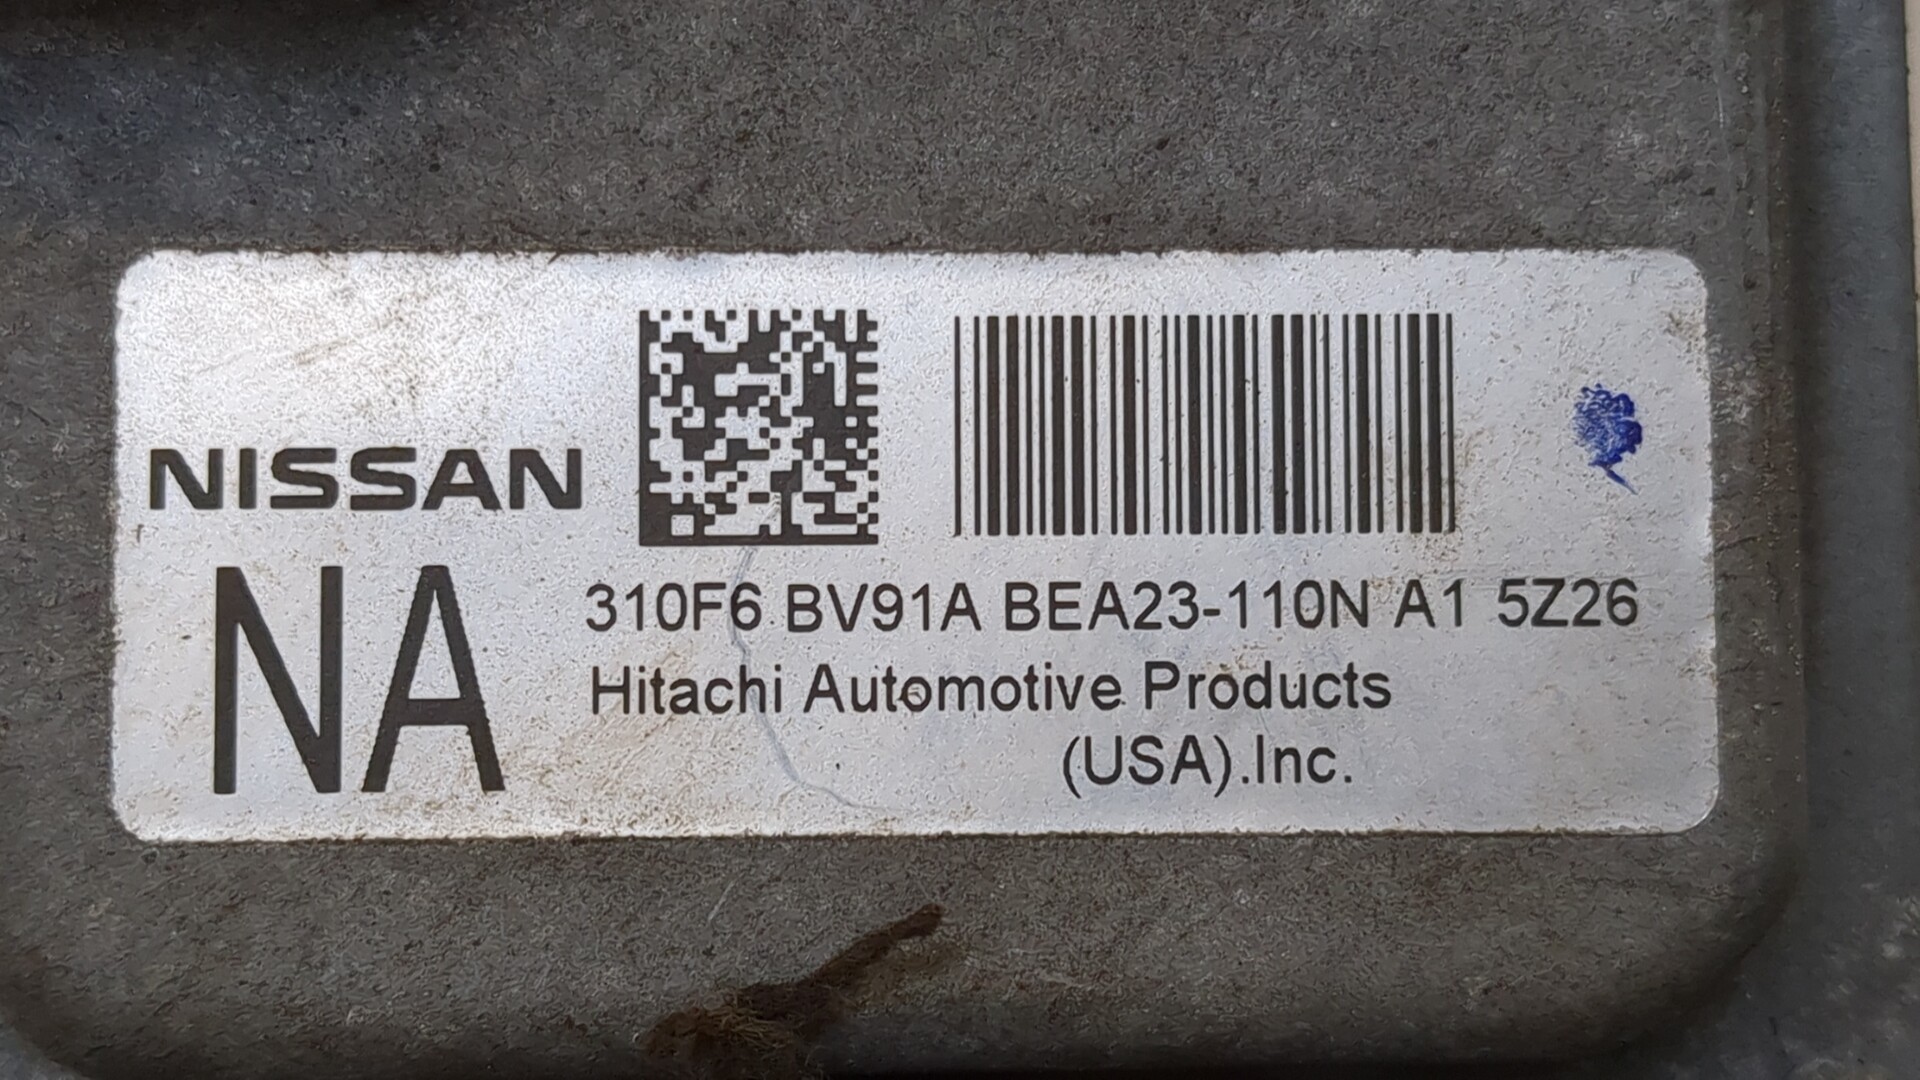 NISSAN
NA
310F6 BV91A BEA23-110N A1 5Z26
Hitachi Automotive Products
(USA).Inc.